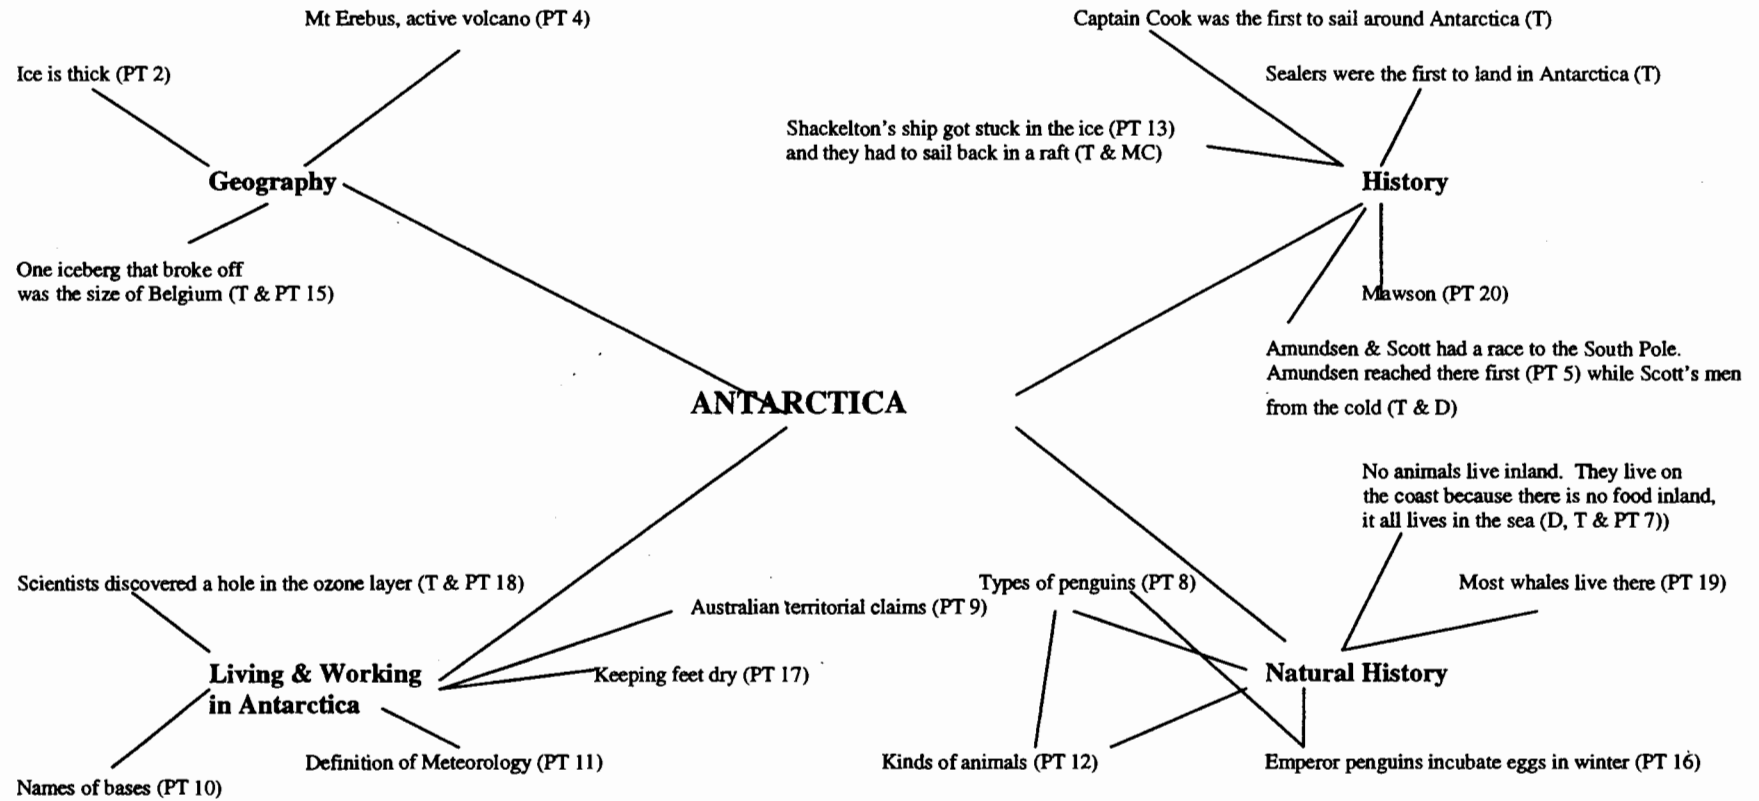 Mt Erebus, active volcano (PT 4)
Captain Cook was the first to sail around Antarctica (T)
Ice is thick (PT 2)
Sealers were the first to land in Antarctica (T)
Shackelton's ship got stuck in the ice (PT 13)
and they had to sail back in a raft (T & MC)
Geography
History
One iceberg that broke off
was the size of Belgium (T & PT 15)
Mawson (PT 20)
Amundsen & Scott had a race to the South Pole.
Amundsen reached there first (PT 5) while Scott's men
from the cold (T & D)
ANTARCTICA
No animals live inland. They live on
the coast because there is no food inland,
it all lives in the sea (D, T & PT 7))
Scientists discovered a hole in the ozone layer (T & PT 18)
Types of penguins (PT 8)
Most whales live there (PT 19)
Australian territorial claims (PT 9)
Living & Working
in Antarctica
Keeping feet dry (PT 17)
Natural History
Definition of Meteorology (PT 11)
Kinds of animals (PT 12)
Emperor penguins incubate eggs in winter (PT 16)
Names of bases (PT 10)